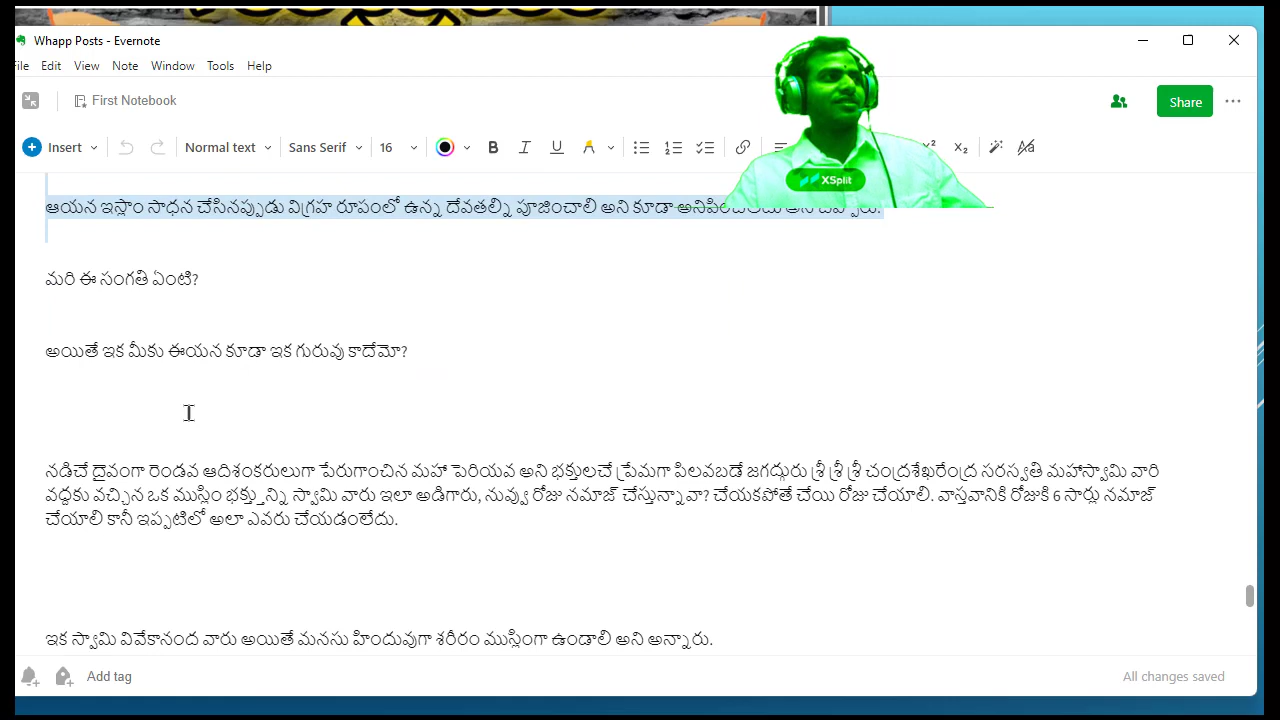 Whapp Posts - Evernote
File Edit View Note Window Tools Help
First Notebook
Share
Insert Normal text Sans Serif 16 B I U
XSplit
ఆయన ఇస్లాం సాధన చేసినప్పుడు విగ్రహ రూపంలో ఉన్న దేవతల్ని పూజించాలి అని కూడా
మరి ఈ సంగతి ఏంటి?
అయితే ఇక మీకు ఈయన కూడా ఇక గురువు కాదేమో?
నడిచే దైవంగా రెండవ ఆదిశంకరులుగా పేరుగాంచిన మహా పెరియవ అని భక్తులచే ప్రేమగా పిలవబడే జగద్గురు శ్రీ శ్రీ శ్రీ చంద్రశేఖరేంద్ర సరస్వతి మహాస్వామి వారి
వద్దకు వచ్చిన ఒక ముస్లిం భక్తున్ని స్వామి వారు ఇలా అడిగారు, నువ్వు రోజు నమాజ్ చేస్తున్నావా? చేయకపోతే చేయి రోజు చేయాలి. వాస్తవానికి రోజుకి 6 సార్లు నమాజ్
చేయాలి కానీ ఇప్పటిలో అలా ఎవరు చేయడంలేదు.
ఇక స్వామి వివేకానంద వారు అయితే మనసు హిందువుగా శరీరం ముస్లింగా ఉండాలి అని అన్నారు.
Add tag
All changes saved